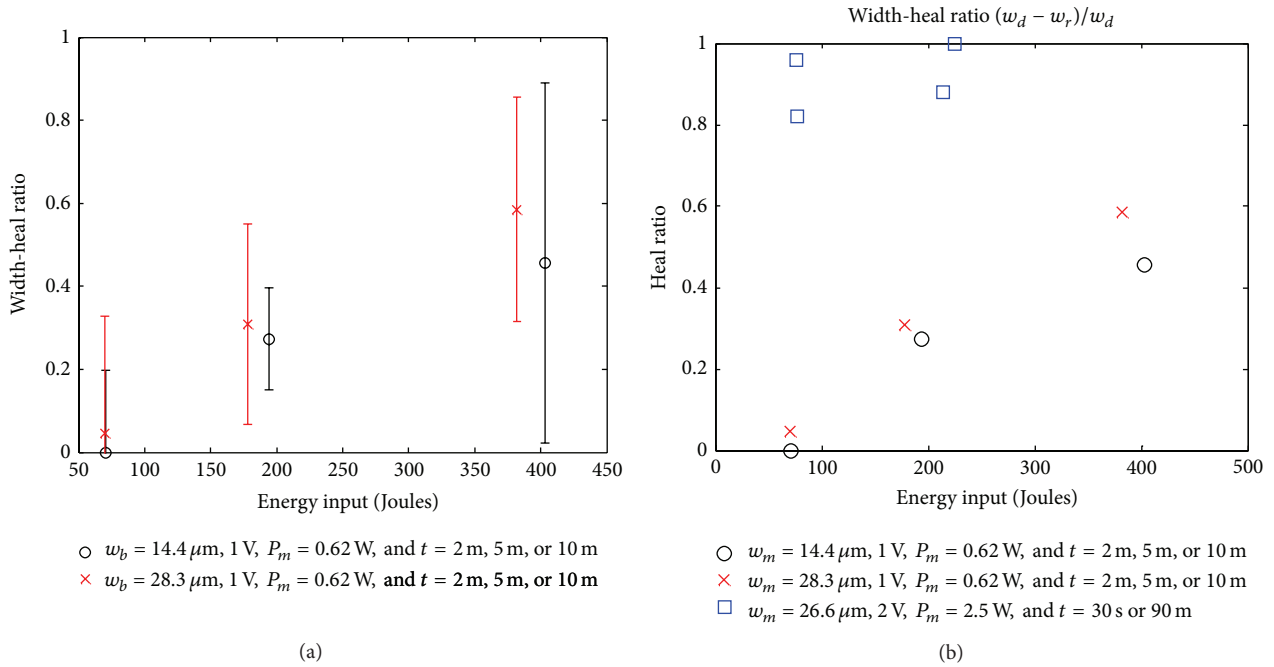 1
0.8
0.6
0.4
0.2
0
Width-heal ratio
50 100 150 200 250 300 350 400 450
Energy input (Joules)
w_b = 14.4 μm, 1 V, P_m = 0.62 W, and t = 2 m, 5 m, or 10 m
w_b = 28.3 μm, 1 V, P_m = 0.62 W, and t = 2 m, 5 m, or 10 m
(a)
Width-heal ratio (w_d − w_r)/w_d
1
0.8
0.6
0.4
0.2
0
Heal ratio
0 100 200 300 400 500
Energy input (Joules)
w_m = 14.4 μm, 1 V, P_m = 0.62 W, and t = 2 m, 5 m, or 10 m
w_m = 28.3 μm, 1 V, P_m = 0.62 W, and t = 2 m, 5 m, or 10 m
w_m = 26.6 μm, 2 V, P_m = 2.5 W, and t = 30 s or 90 m
(b)